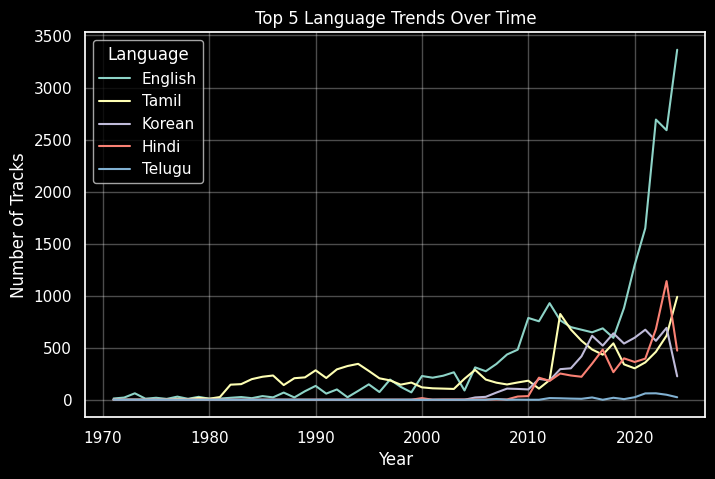 Top 5 Language Trends Over Time
3500
3000
2500
2000
1500
1000
500
0
Number of Tracks
Language
English
Tamil
Korean
Hindi
Telugu
1970 1980 1990 2000 2010 2020
Year